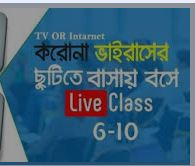 TV OR Internet
করোনা ভাইরাসের
ছুটিতে বাসায় বসে
Live Class
6-10